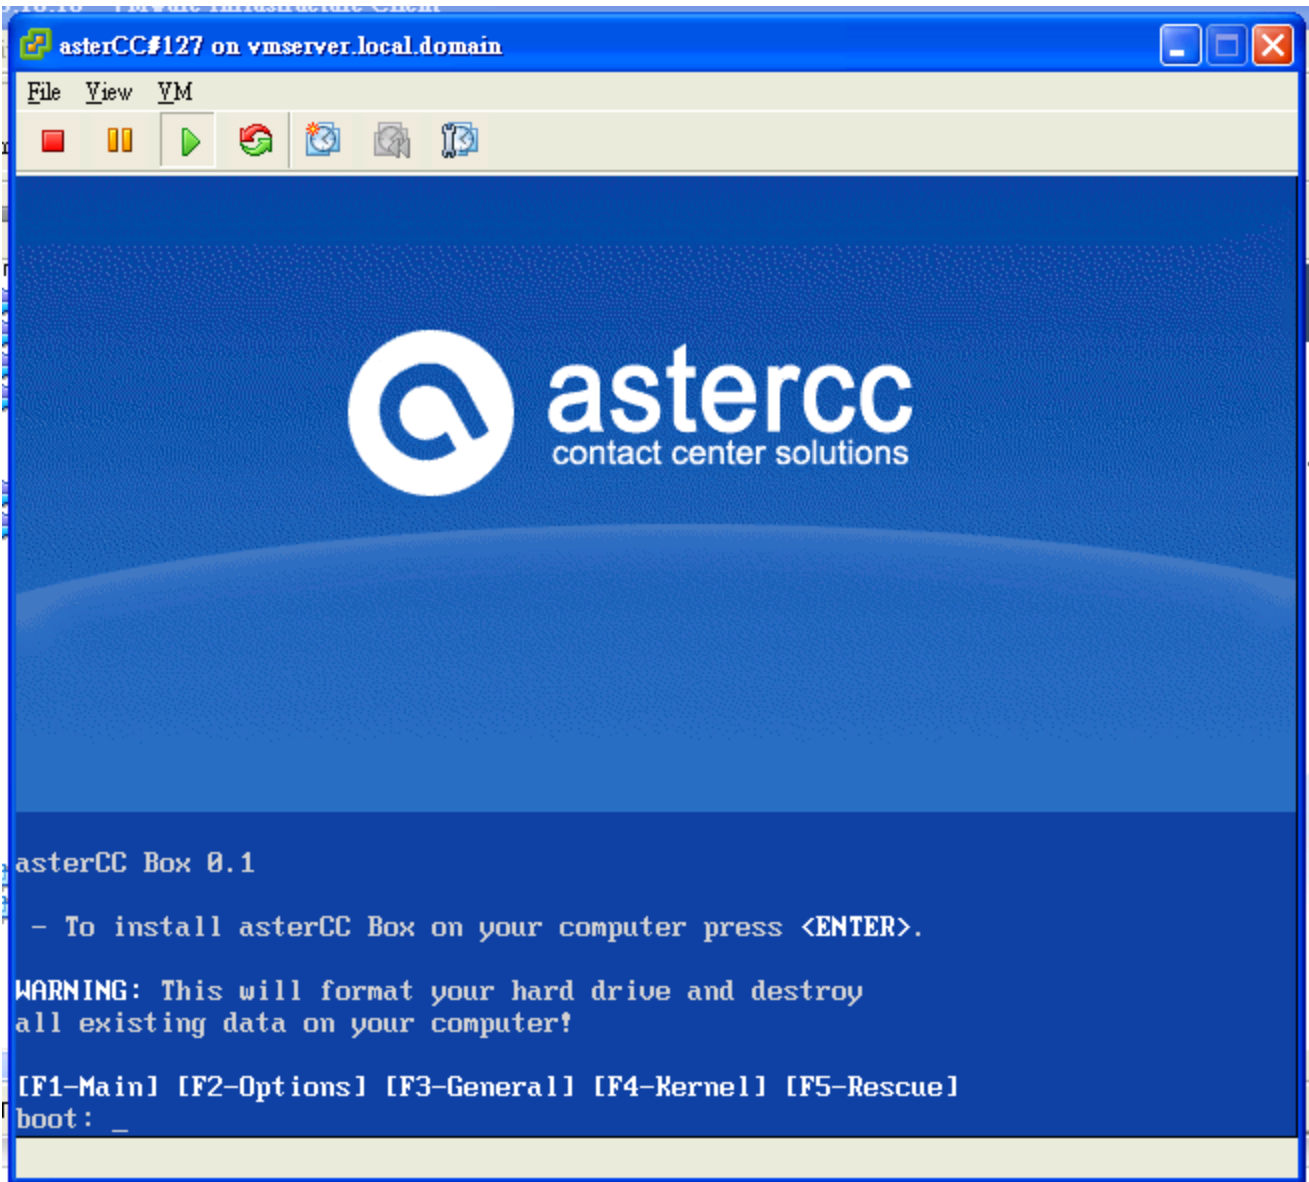 asterCC#127 on vmserver.local.domain
File View VM
astercc
contact center solutions
asterCC Box 0.1
- To install asterCC Box on your computer press <ENTER>.
WARNING: This will format your hard drive and destroy
all existing data on your computer!
[F1-Main] [F2-Options] [F3-General] [F4-Kernel] [F5-Rescue]
boot: _